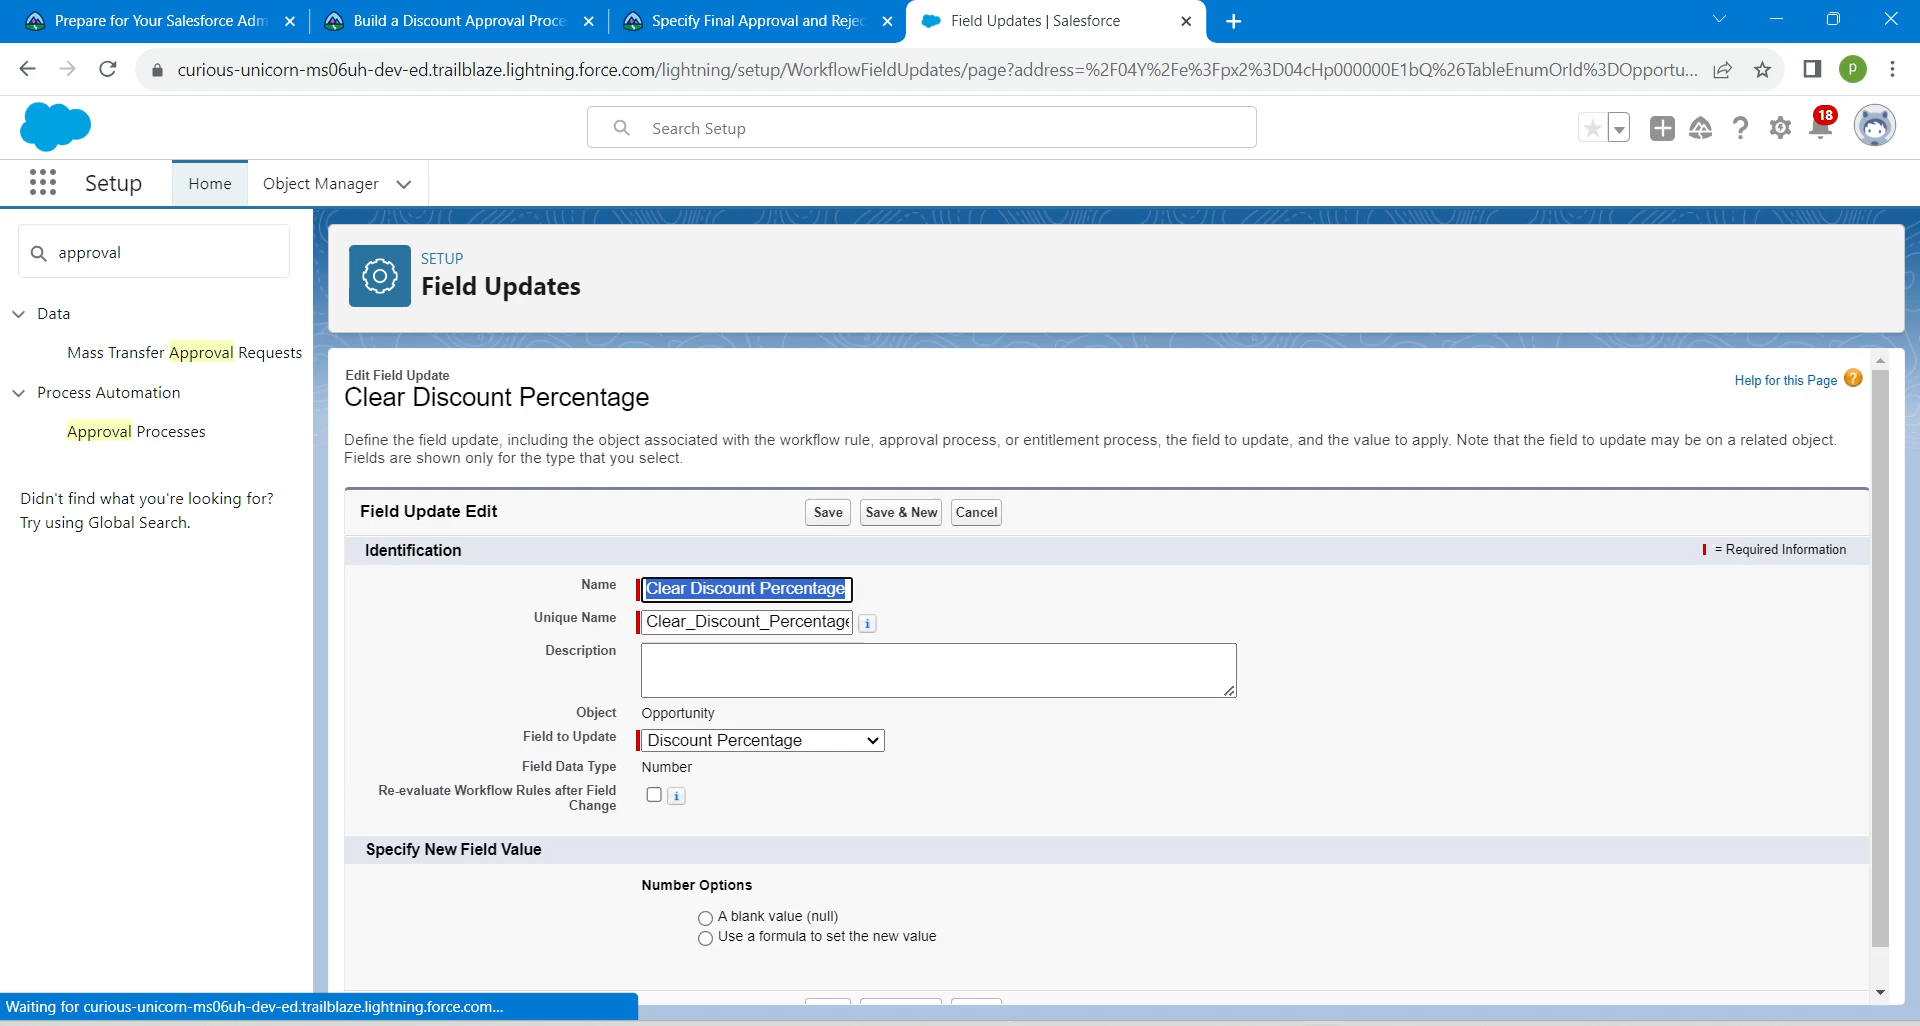 Prepare for Your Salesforce Adm
Build a Discount Approval Proce
Specify Final Approval and Rejec
Field Updates | Salesforce
curious-unicorn-ms06uh-dev-ed.trailblaze.lightning.force.com/lightning/setup/WorkflowFieldUpdates/page?address=%2F04Y%2Fe%3Fpx2%3D04cHp000000E1bQ%26TableEnumOrId%3DOpportu...
P
Search Setup
18
Setup
Home
Object Manager
approval
Data
Mass Transfer Approval Requests
Process Automation
Approval Processes
Didn't find what you're looking for?
Try using Global Search.
SETUP
Field Updates
Edit Field Update
Clear Discount Percentage
Help for this Page
Define the field update, including the object associated with the workflow rule, approval process, or entitlement process, the field to update, and the value to apply. Note that the field to update may be on a related object.
Fields are shown only for the type that you select.
Field Update Edit
Save
Save & New
Cancel
Identification
= Required Information
Name
Clear Discount Percentage
Unique Name
Clear_Discount_Percentage
Description
Object
Opportunity
Field to Update
Discount Percentage
Field Data Type
Number
Re-evaluate Workflow Rules after Field
Change
Specify New Field Value
Number Options
A blank value (null)
Use a formula to set the new value
Waiting for curious-unicorn-ms06uh-dev-ed.trailblaze.lightning.force.com...